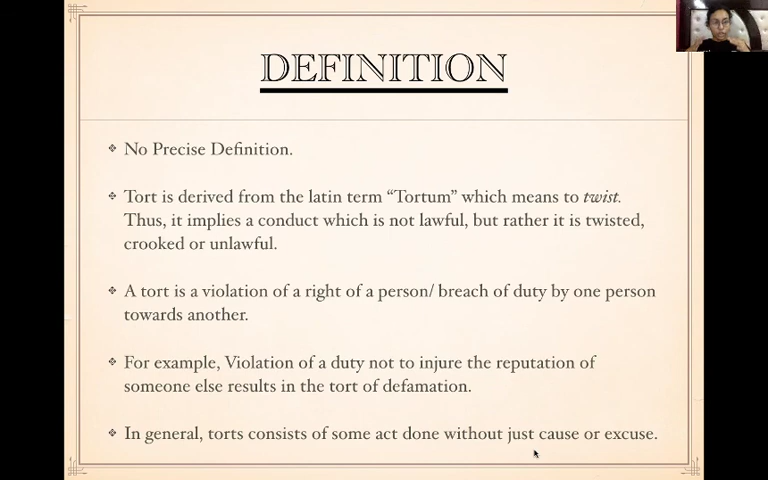 DEFINITION
No Precise Definition.
Tort is derived from the latin term “Tortum” which means to twist.
Thus, it implies a conduct which is not lawful, but rather it is twisted,
crooked or unlawful.
A tort is a violation of a right of a person/ breach of duty by one person
towards another.
For example, Violation of a duty not to injure the reputation of
someone else results in the tort of defamation.
In general, torts consists of some act done without just cause or excuse.